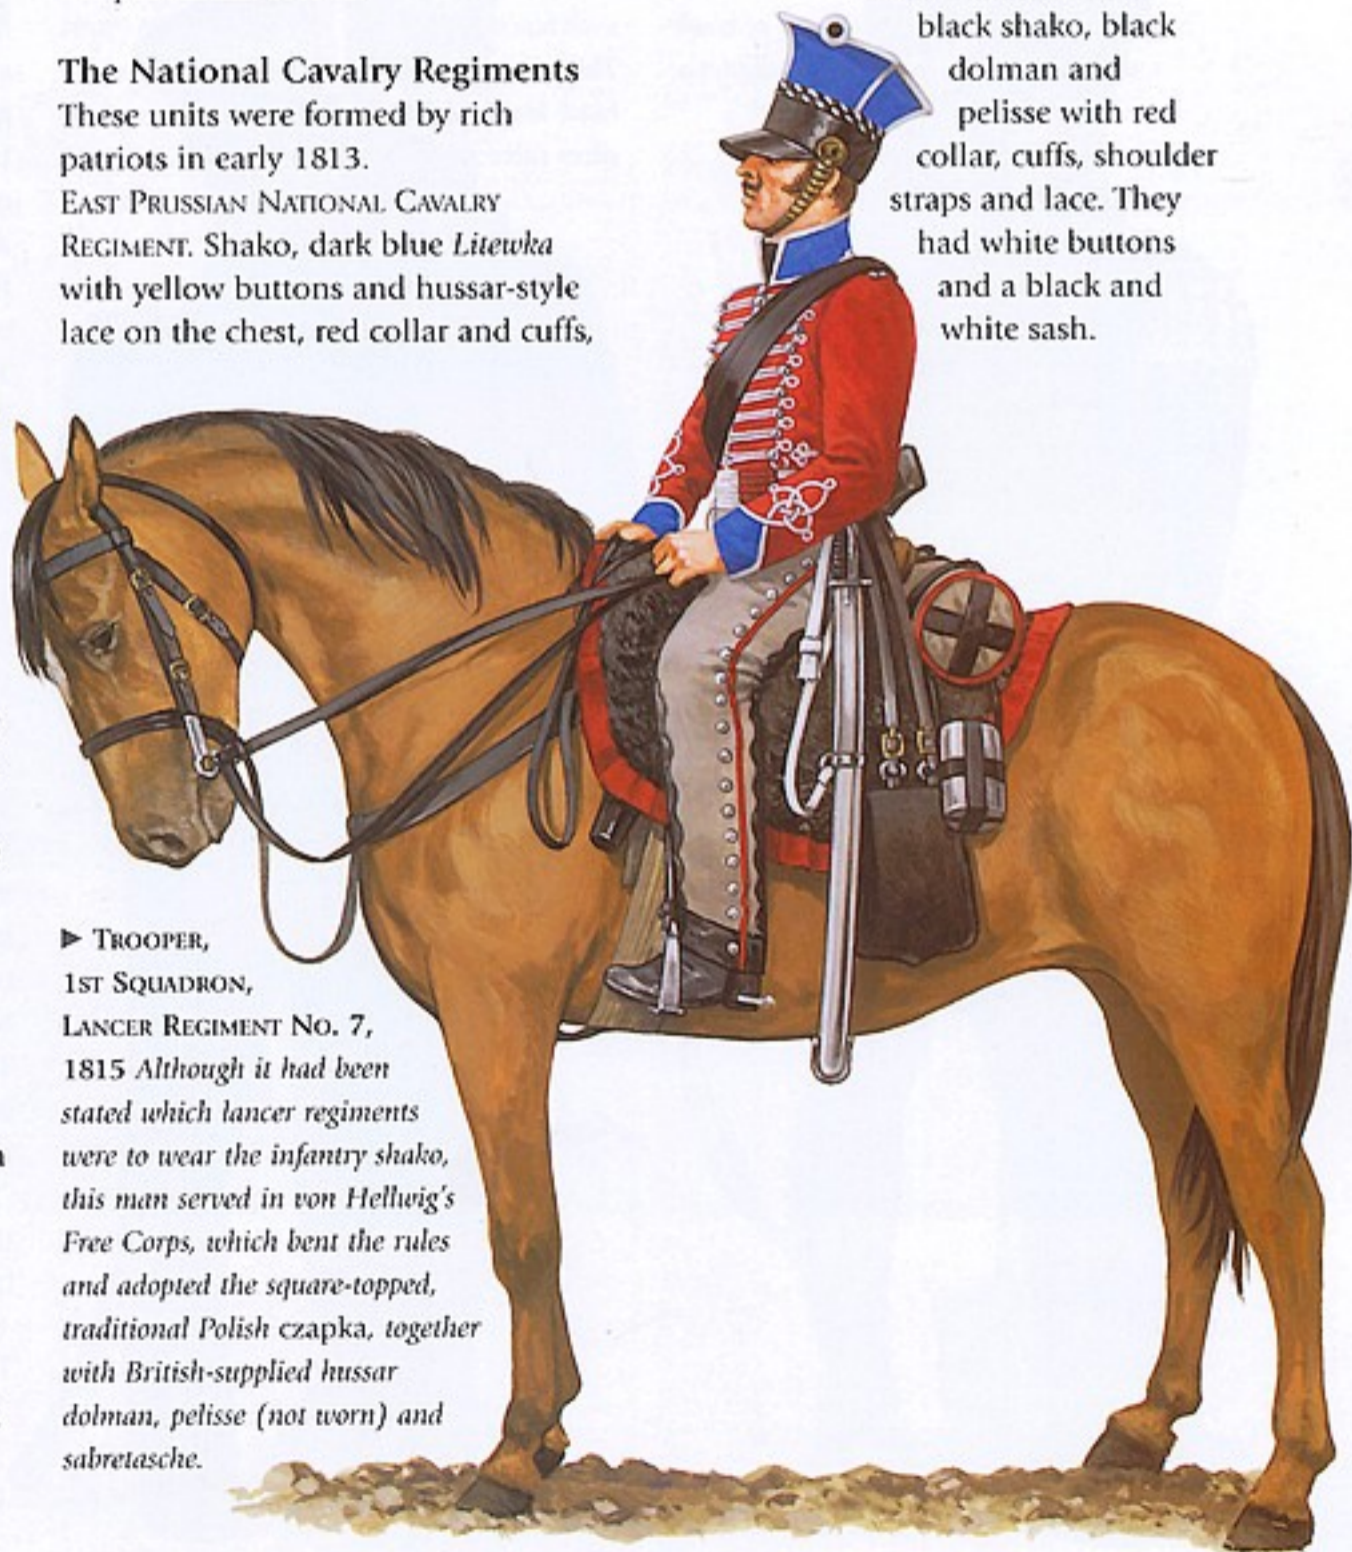 The National Cavalry Regiments
These units were formed by rich
patriots in early 1813.
EAST PRUSSIAN NATIONAL CAVALRY
REGIMENT. Shako, dark blue Litewka
with yellow buttons and hussar-style
lace on the chest, red collar and cuffs,
black shako, black
dolman and
pelisse with red
collar, cuffs, shoulder
straps and lace. They
had white buttons
and a black and
white sash.
▶ TROOPER,
1ST SQUADRON,
LANCER REGIMENT NO. 7,
1815 Although it had been
stated which lancer regiments
were to wear the infantry shako,
this man served in von Hellwig's
Free Corps, which bent the rules
and adopted the square-topped,
traditional Polish czapka, together
with British-supplied hussar
dolman, pelisse (not worn) and
sabretasche.